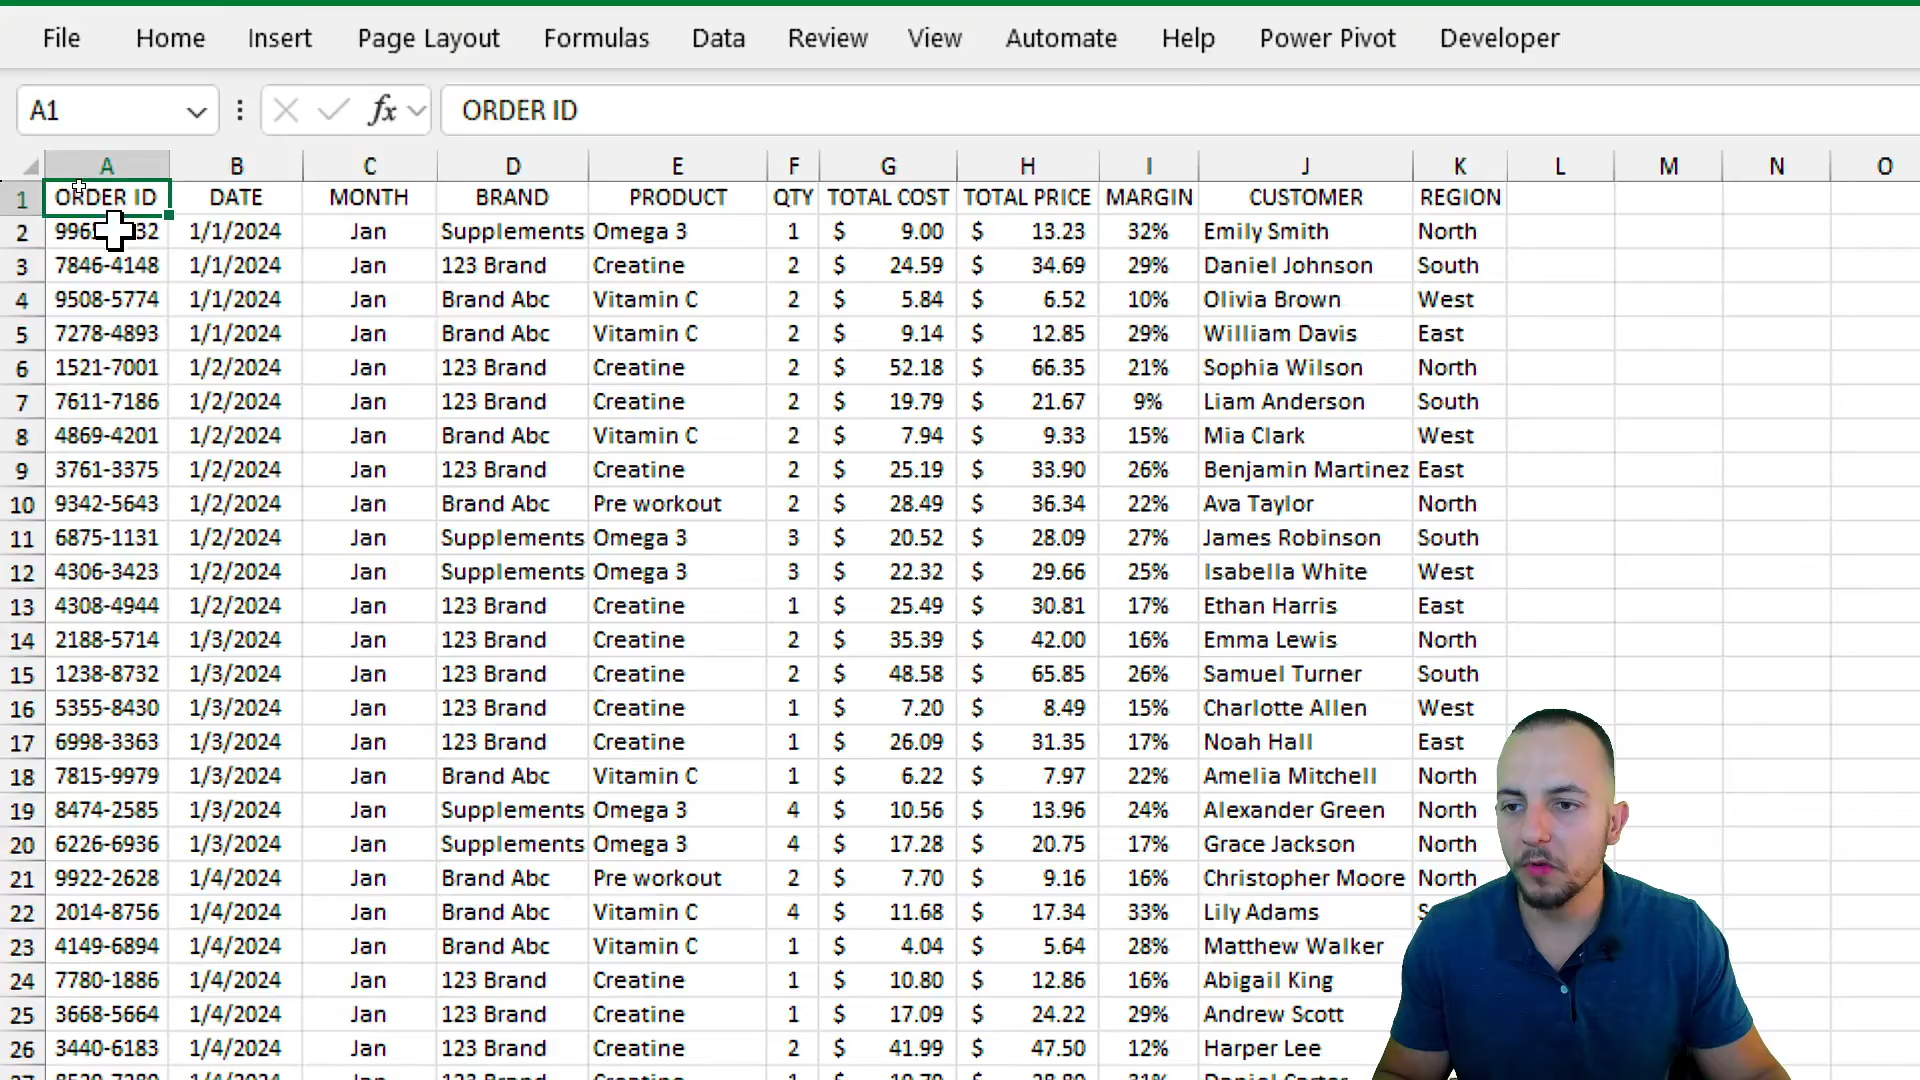 File Home Insert Page Layout Formulas Data Review View Automate Help Power Pivot Developer
A1 fx ORDER ID
A B C D E F G H I J K L M N O
1 ORDER ID DATE MONTH BRAND PRODUCT QTY TOTAL COST TOTAL PRICE MARGIN CUSTOMER REGION
2 1/1/2024 Jan Supplements Omega 3 1 $ 9.00 $ 13.23 32% Emily Smith North
3 7846-4148 1/1/2024 Jan 123 Brand Creatine 2 $ 24.59 $ 34.69 29% Daniel Johnson South
4 9508-5774 1/1/2024 Jan Brand Abc Vitamin C 2 $ 5.84 $ 6.52 10% Olivia Brown West
5 7278-4893 1/1/2024 Jan Brand Abc Vitamin C 2 $ 9.14 $ 12.85 29% William Davis East
6 1521-7001 1/2/2024 Jan 123 Brand Creatine 2 $ 52.18 $ 66.35 21% Sophia Wilson North
7 7611-7186 1/2/2024 Jan 123 Brand Creatine 2 $ 19.79 $ 21.67 9% Liam Anderson South
8 4869-4201 1/2/2024 Jan Brand Abc Vitamin C 2 $ 7.94 $ 9.33 15% Mia Clark West
9 3761-3375 1/2/2024 Jan 123 Brand Creatine 2 $ 25.19 $ 33.90 26% Benjamin Martinez East
10 9342-5643 1/2/2024 Jan Brand Abc Pre workout 2 $ 28.49 $ 36.34 22% Ava Taylor North
11 6875-1131 1/2/2024 Jan Supplements Omega 3 3 $ 20.52 $ 28.09 27% James Robinson South
12 4306-3423 1/2/2024 Jan Supplements Omega 3 3 $ 22.32 $ 29.66 25% Isabella White West
13 4308-4944 1/2/2024 Jan 123 Brand Creatine 1 $ 25.49 $ 30.81 17% Ethan Harris East
14 2188-5714 1/3/2024 Jan 123 Brand Creatine 2 $ 35.39 $ 42.00 16% Emma Lewis North
15 1238-8732 1/3/2024 Jan 123 Brand Creatine 2 $ 48.58 $ 65.85 26% Samuel Turner South
16 5355-8430 1/3/2024 Jan 123 Brand Creatine 1 $ 7.20 $ 8.49 15% Charlotte Allen West
17 6998-3363 1/3/2024 Jan 123 Brand Creatine 1 $ 26.09 $ 31.35 17% Noah Hall East
18 7815-9979 1/3/2024 Jan Brand Abc Vitamin C 1 $ 6.22 $ 7.97 22% Amelia Mitchell North
19 8474-2585 1/3/2024 Jan Supplements Omega 3 4 $ 10.56 $ 13.96 24% Alexander Green North
20 6226-6936 1/3/2024 Jan Supplements Omega 3 4 $ 17.28 $ 20.75 17% Grace Jackson North
21 9922-2628 1/4/2024 Jan Brand Abc Pre workout 2 $ 7.70 $ 9.16 16% Christopher Moore North
22 2014-8756 1/4/2024 Jan Brand Abc Vitamin C 4 $ 11.68 $ 17.34 33% Lily Adams
23 4149-6894 1/4/2024 Jan Brand Abc Vitamin C 1 $ 4.04 $ 5.64 28% Matthew Walker
24 7780-1886 1/4/2024 Jan 123 Brand Creatine 1 $ 10.80 $ 12.86 16% Abigail King
25 3668-5664 1/4/2024 Jan 123 Brand Creatine 1 $ 17.09 $ 24.22 29% Andrew Scott
26 3440-6183 1/4/2024 Jan 123 Brand Creatine 2 $ 41.99 $ 47.50 12% Harper Lee